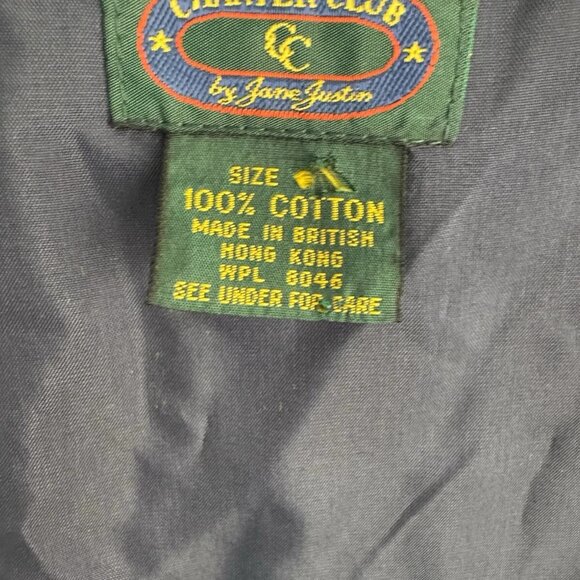 CHARTER CLUB
CC
by Jane Justin
SIZE
100% COTTON
MADE IN BRITISH
HONG KONG
WPL 8046
SEE UNDER FOR CARE